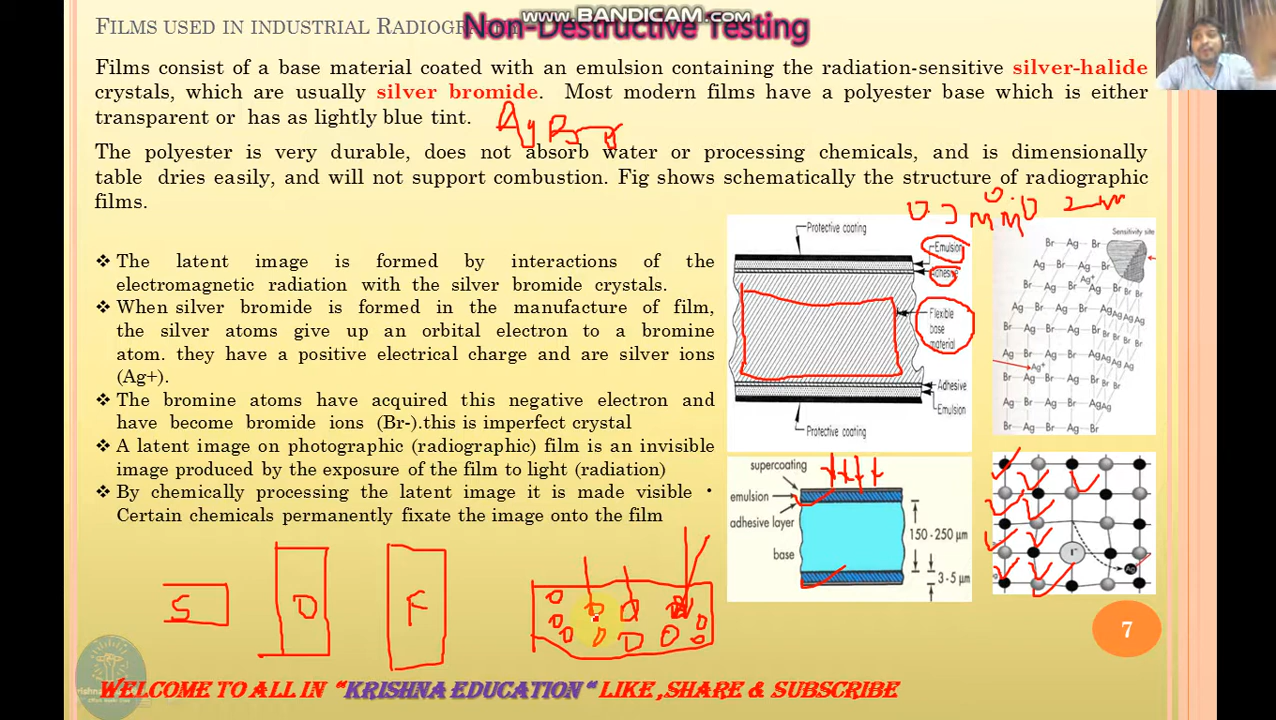 www.BANDICAM.com
FILMS USED IN INDUSTRIAL RADIOGRAPHY
Non-Destructive Testing
Films consist of a base material coated with an emulsion containing the radiation-sensitive silver-halide
crystals, which are usually silver bromide. Most modern films have a polyester base which is either
transparent or has as lightly blue tint.
Ag Br
The polyester is very durable, does not absorb water or processing chemicals, and is dimensionally
table dries easily, and will not support combustion. Fig shows schematically the structure of radiographic
films.
❖ The latent image is formed by interactions of the
electromagnetic radiation with the silver bromide crystals.
❖ When silver bromide is formed in the manufacture of film,
the silver atoms give up an orbital electron to a bromine
atom. they have a positive electrical charge and are silver ions
(Ag+).
❖ The bromine atoms have acquired this negative electron and
have become bromide ions (Br-).this is imperfect crystal
❖ A latent image on photographic (radiographic) film is an invisible
image produced by the exposure of the film to light (radiation)
❖ By chemically processing the latent image it is made visible •
Certain chemicals permanently fixate the image onto the film
Protective coating
Emulsion
Adhesive
Flexible
base
material
Adhesive
Emulsion
Protective coating
Sensitivity site
Br Ag Br
Ag Br Ag
supercoating
emulsion
adhesive layer
base
150 - 250 µm
3 - 5 µm
S
O
F
7
WELCOME TO ALL IN “KRISHNA EDUCATION“ LIKE ,SHARE & SUBSCRIBE